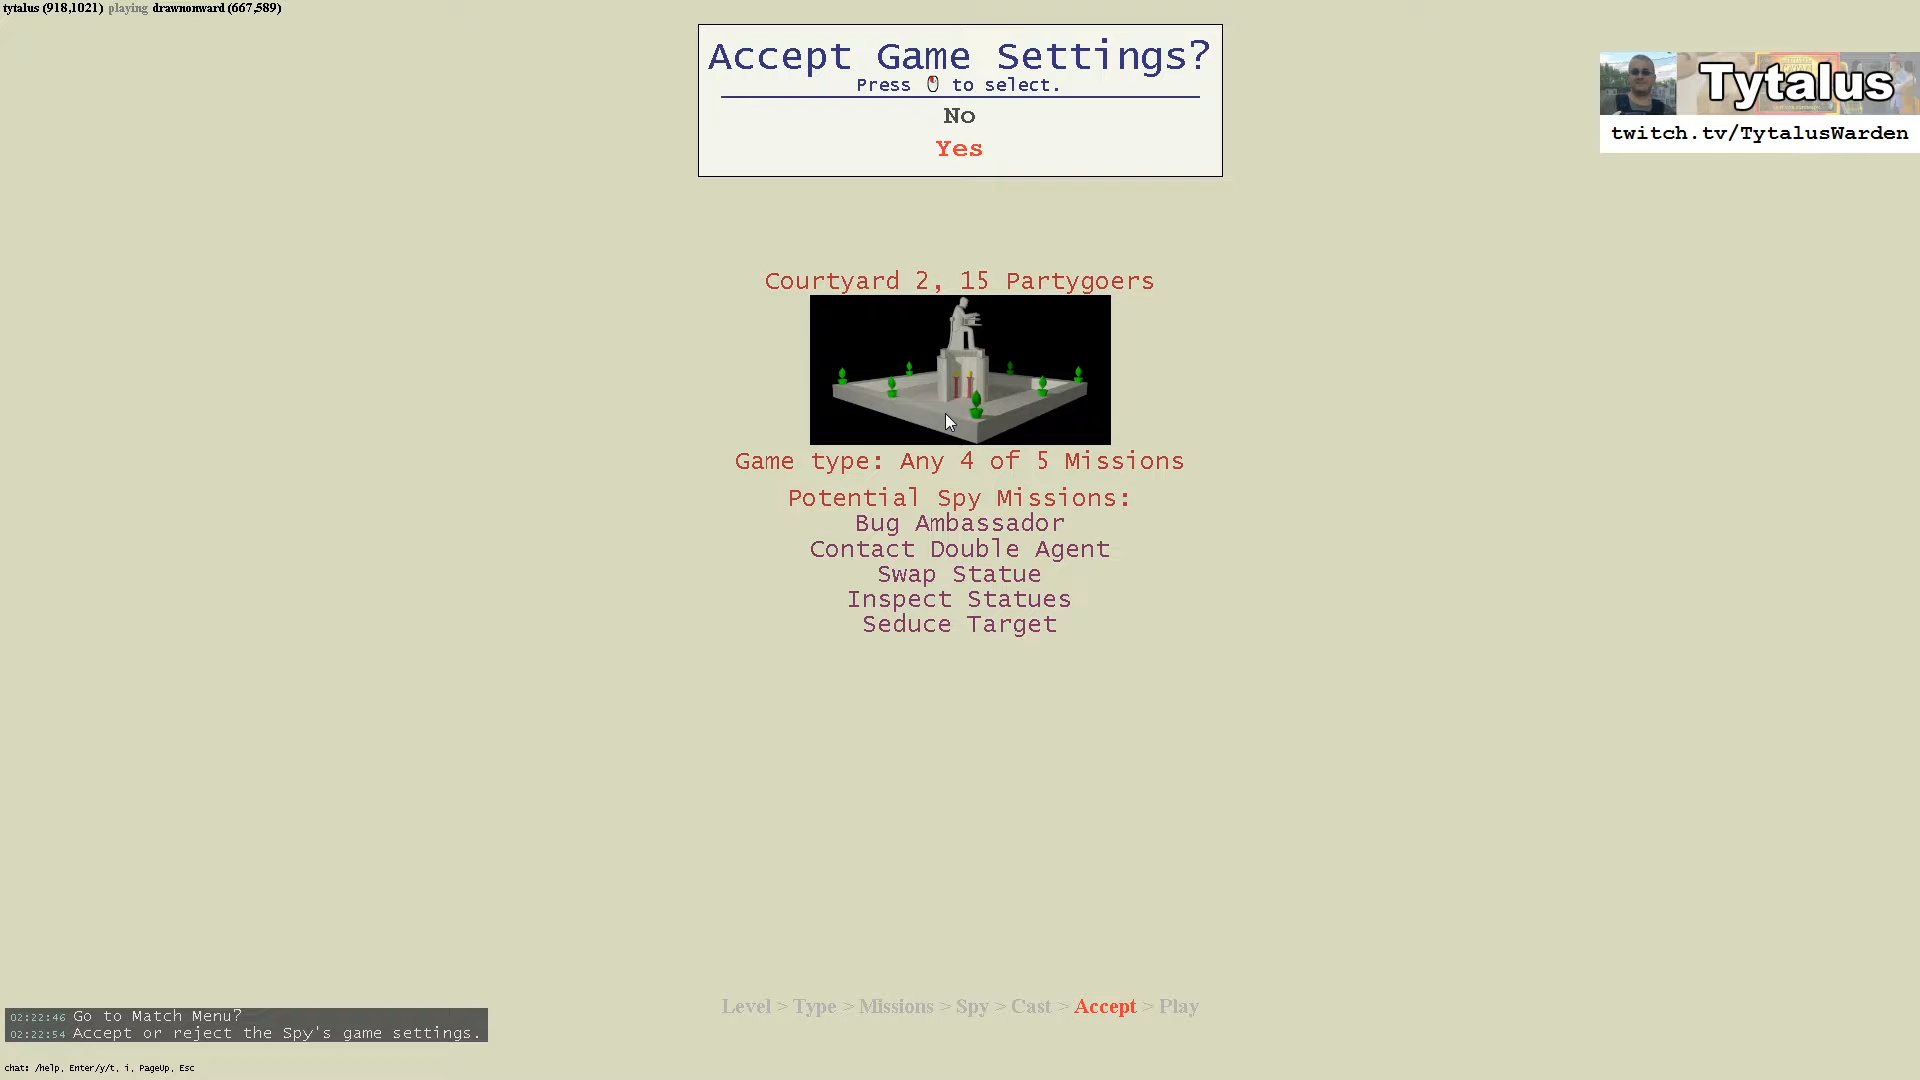 tytalus (918,1021) playing drawnonward (667,589)
Accept Game Settings?
Press to select.
No
Yes
Tytalus
twitch.tv/TytalusWarden
Courtyard 2, 15 Partygoers
Game type: Any 4 of 5 Missions
Potential Spy Missions:
Bug Ambassador
Contact Double Agent
Swap Statue
Inspect Statues
Seduce Target
Level > Type > Missions > Spy > Cast > Accept > Play
02:22:46 Go to Match Menu?
02:22:54 Accept or reject the Spy's game settings.
chat: /help, Enter/y/t, i, PageUp, Esc